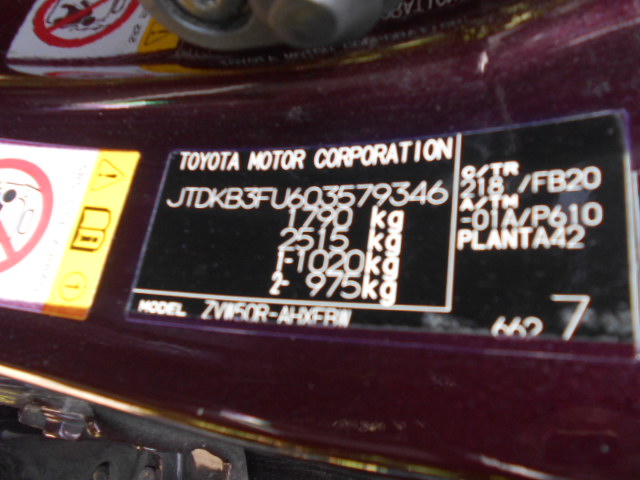 TOYOTA MOTOR CORPORATION
JTDKB3FU603579346
1790 kg
2515 kg
1-1020kg
2- 975kg
C/TR
218 /FB20
A/TM
-01A/P610
PLANTA42
MODEL ZVW50R-AHXEBW
662 7
1